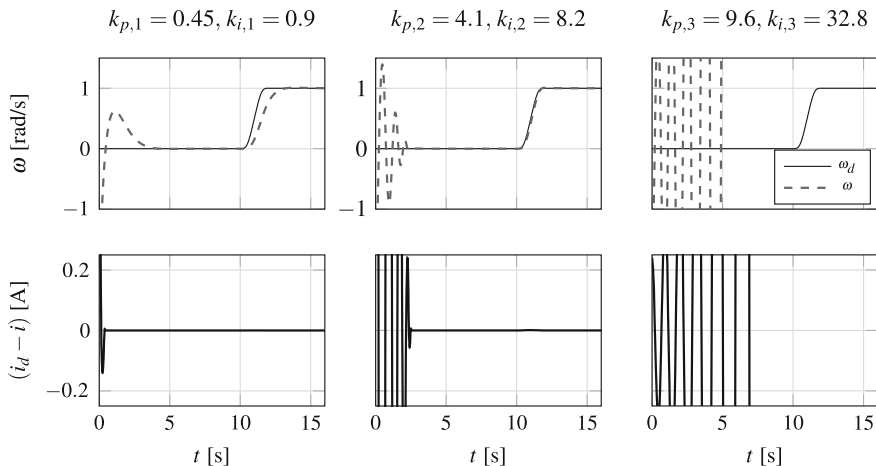 k_{p,1} = 0.45, k_{i,1} = 0.9
k_{p,2} = 4.1, k_{i,2} = 8.2
k_{p,3} = 9.6, k_{i,3} = 32.8
ω [rad/s]
1
0
−1
1
0
−1
ω_d
ω
(i_d − i) [A]
0.2
0
−0.2
0 5 10 15
0 5 10 15
0 5 10 15
t [s]
t [s]
t [s]